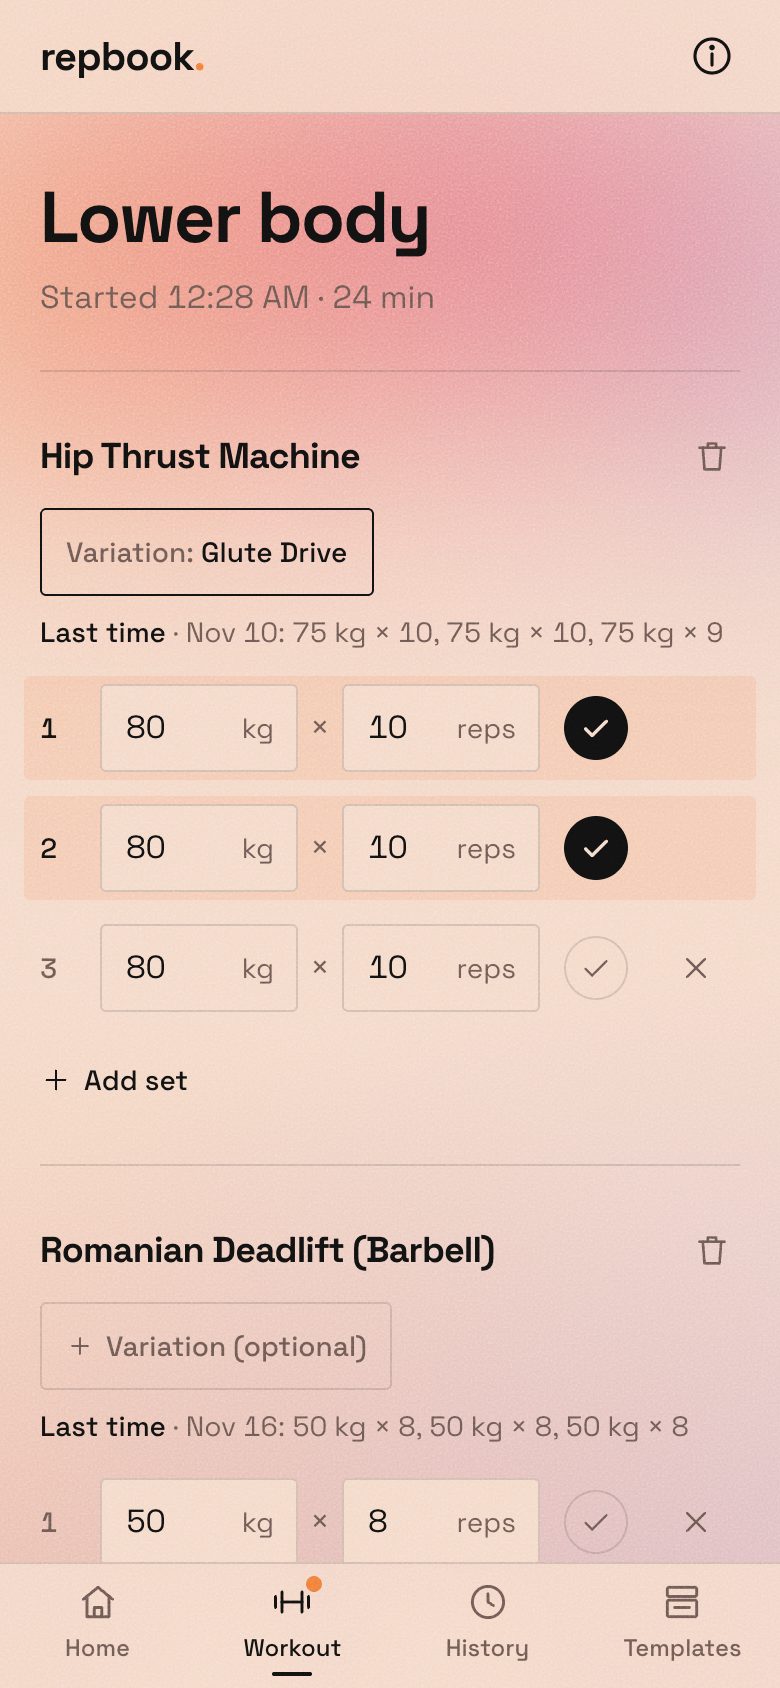 repbook.
Lower body
Started 12:28 AM · 24 min
Hip Thrust Machine
Variation: Glute Drive
Last time · Nov 10: 75 kg × 10, 75 kg × 10, 75 kg × 9
1 80 kg × 10 reps
2 80 kg × 10 reps
3 80 kg × 10 reps
+ Add set
Romanian Deadlift (Barbell)
+ Variation (optional)
Last time · Nov 16: 50 kg × 8, 50 kg × 8, 50 kg × 8
1 50 kg × 8 reps
Home Workout History Templates